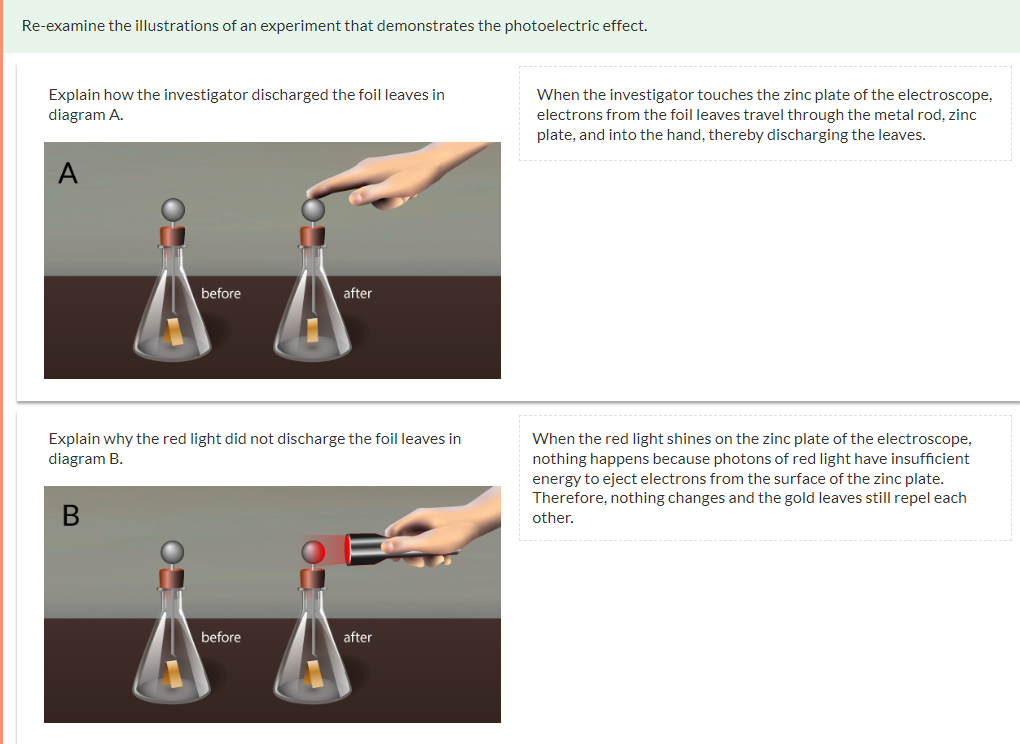 Re-examine the illustrations of an experiment that demonstrates the photoelectric effect.
Explain how the investigator discharged the foil leaves in
diagram A.
When the investigator touches the zinc plate of the electroscope,
electrons from the foil leaves travel through the metal rod, zinc
plate, and into the hand, thereby discharging the leaves.
A
before
after
Explain why the red light did not discharge the foil leaves in
diagram B.
When the red light shines on the zinc plate of the electroscope,
nothing happens because photons of red light have insufficient
energy to eject electrons from the surface of the zinc plate.
Therefore, nothing changes and the gold leaves still repel each
other.
B
before
after